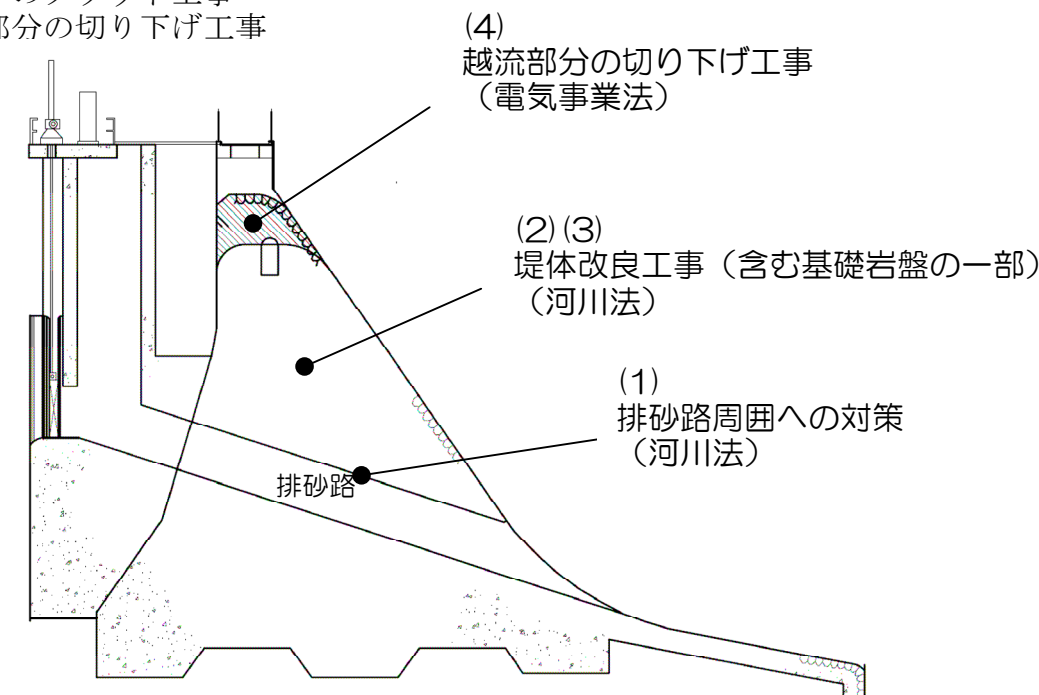 部分の切り下げ工事
(4)
越流部分の切り下げ工事
（電気事業法）
(2)(3)
堤体改良工事（含む基礎岩盤の一部）
（河川法）
(1)
排砂路周囲への対策
（河川法）
排砂路